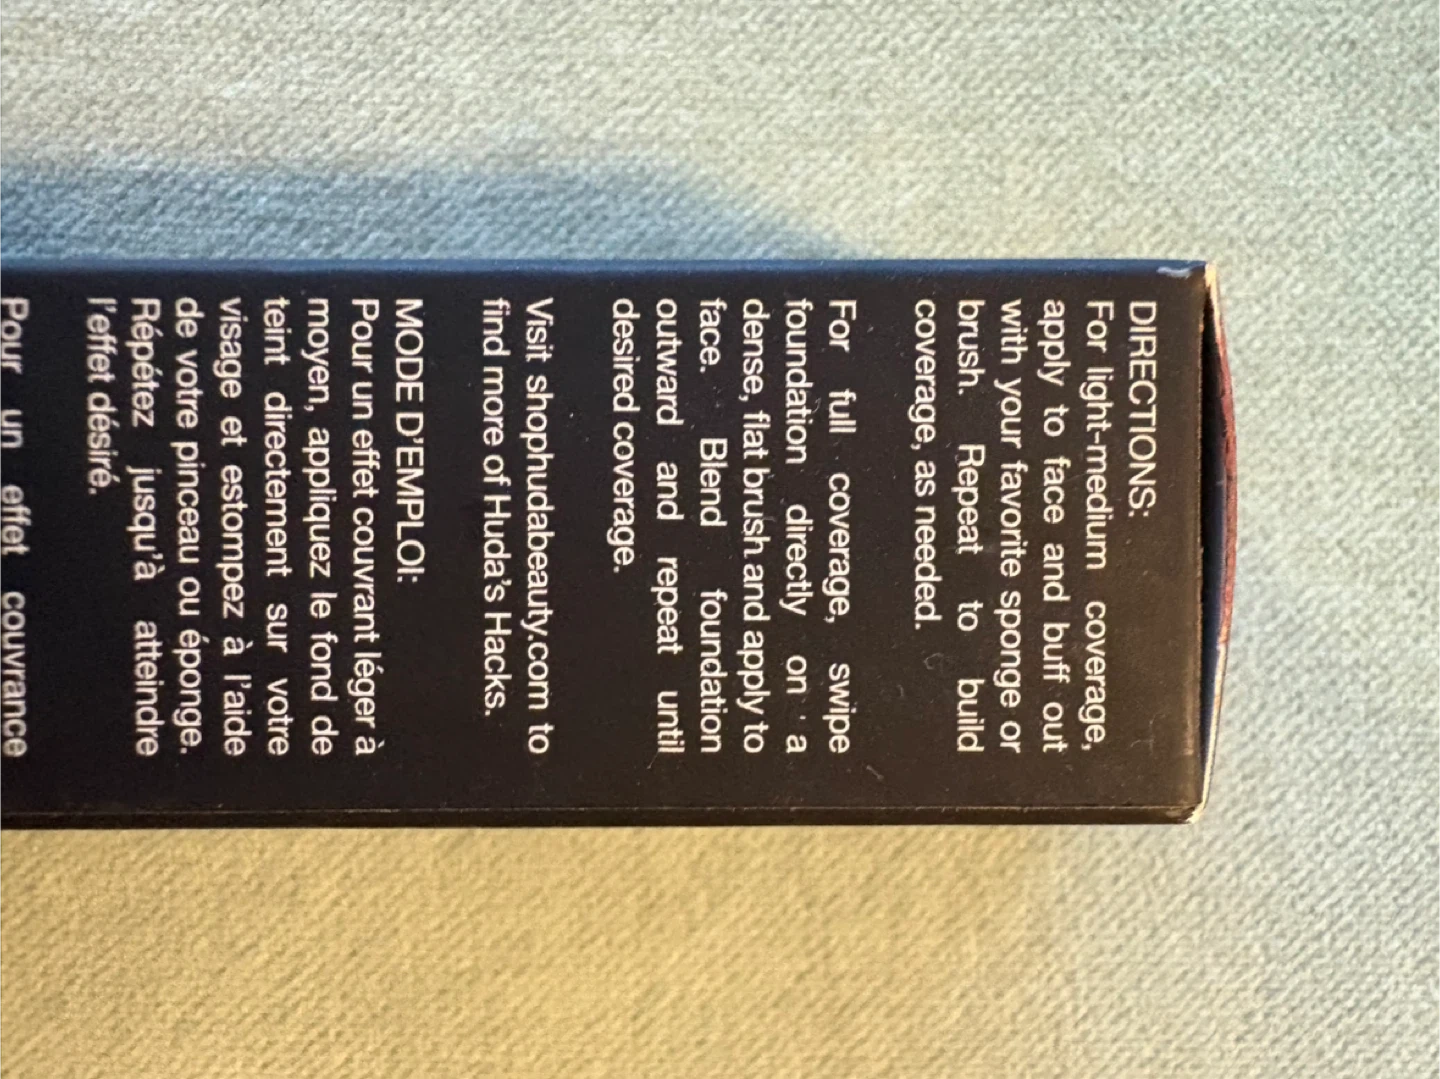 DIRECTIONS:
For light-medium coverage,
apply to face and buff out
with your favorite sponge or
brush. Repeat to build
coverage, as needed.
For full coverage, swipe
foundation directly on a
dense, flat brush and apply to
face. Blend foundation
outward and repeat until
desired coverage.
Visit shophudabeauty.com to
find more of Huda's Hacks.
MODE D'EMPLOI:
Pour un effet couvrant léger à
moyen, appliquez le fond de
teint directement sur votre
visage et estompez à l'aide
de votre pinceau ou éponge.
Répétez jusqu'à atteindre
l'effet désiré.
Pour un effet couvrance